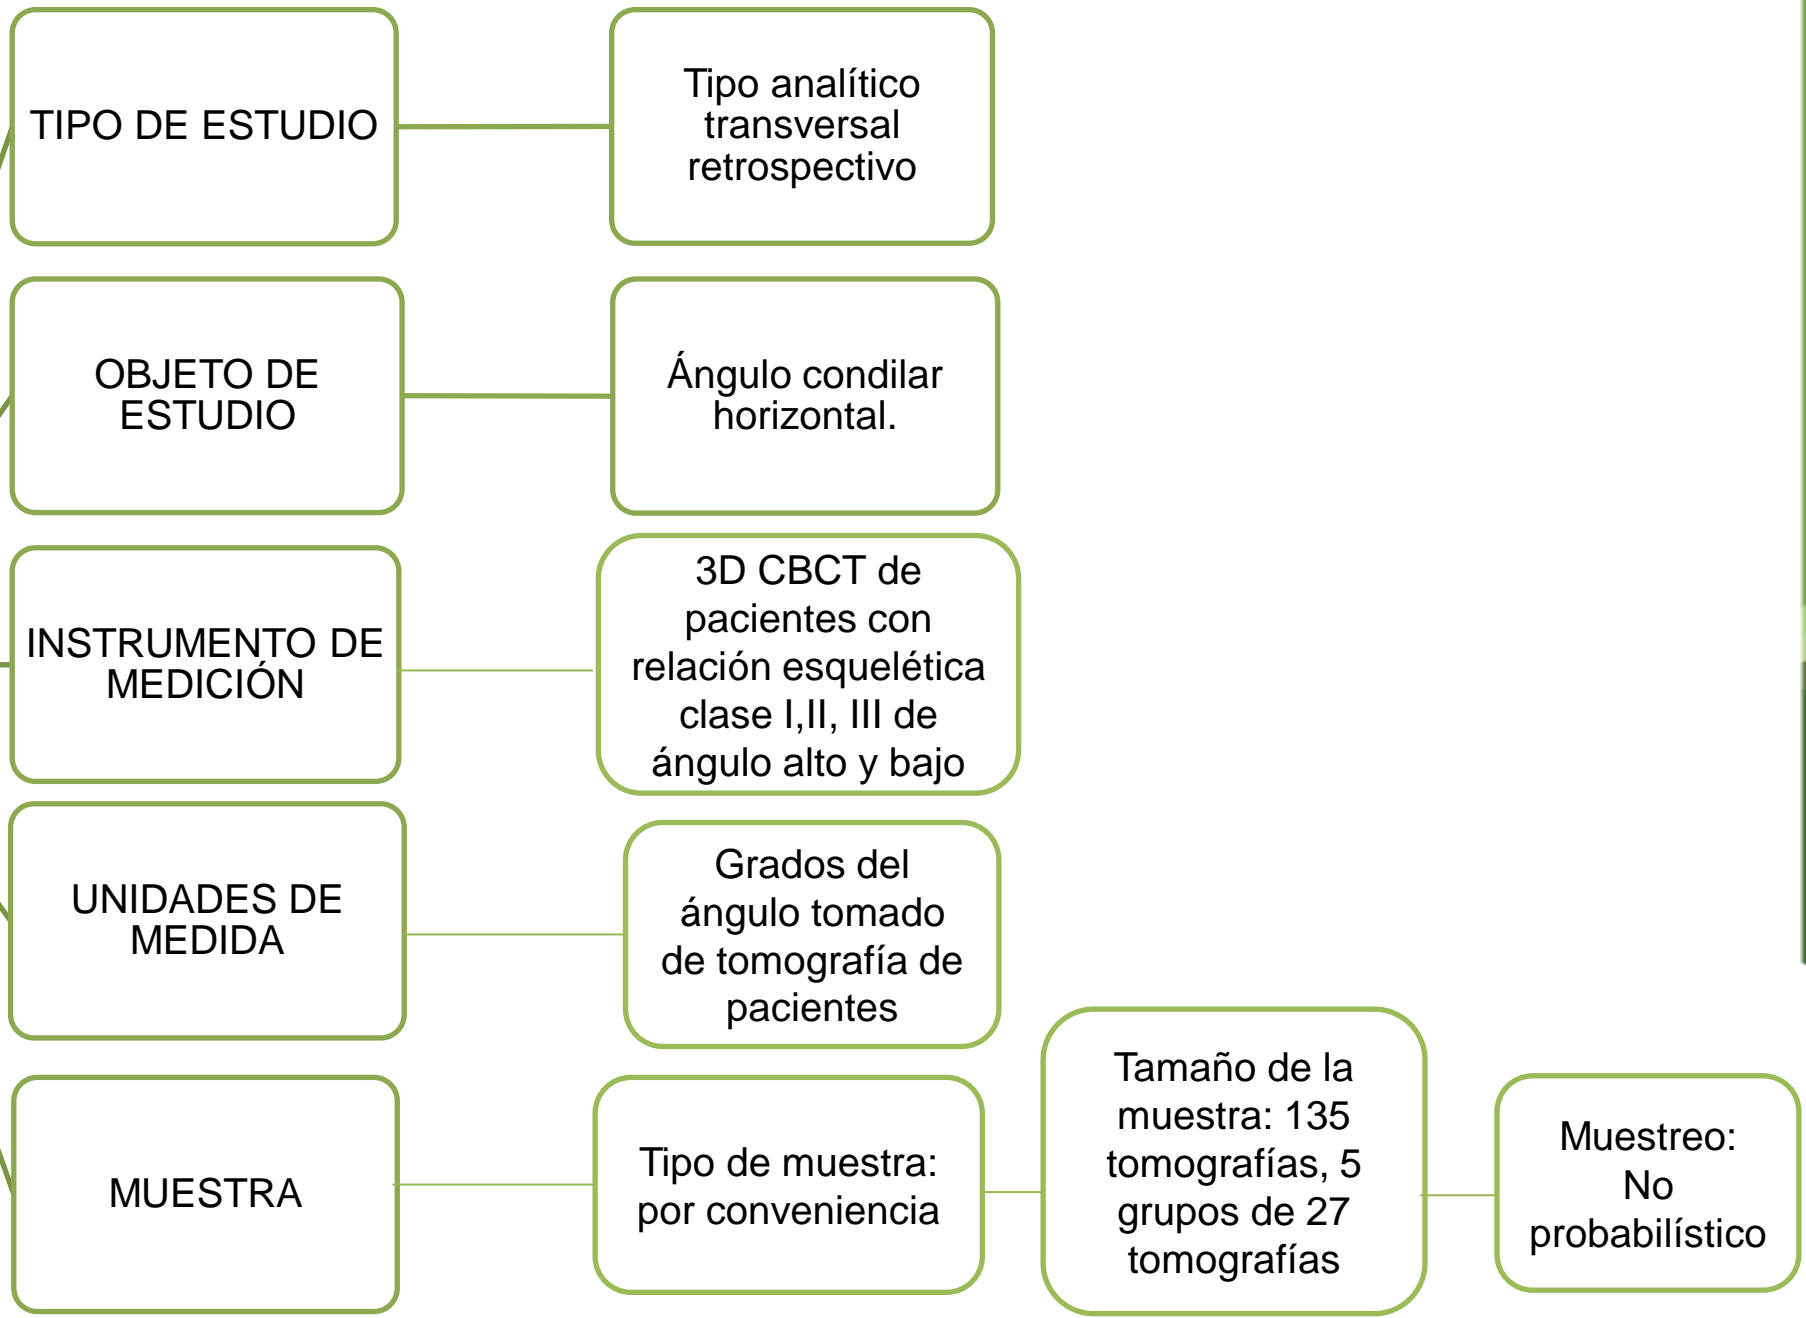 TIPO DE ESTUDIO
Tipo analítico
transversal
retrospectivo
OBJETO DE
ESTUDIO
Ángulo condilar
horizontal.
INSTRUMENTO DE
MEDICIÓN
3D CBCT de
pacientes con
relación esquelética
clase I,II, III de
ángulo alto y bajo
UNIDADES DE
MEDIDA
Grados del
ángulo tomado
de tomografía de
pacientes
MUESTRA
Tipo de muestra:
por conveniencia
Tamaño de la
muestra: 135
tomografías, 5
grupos de 27
tomografías
Muestreo:
No
probabilístico